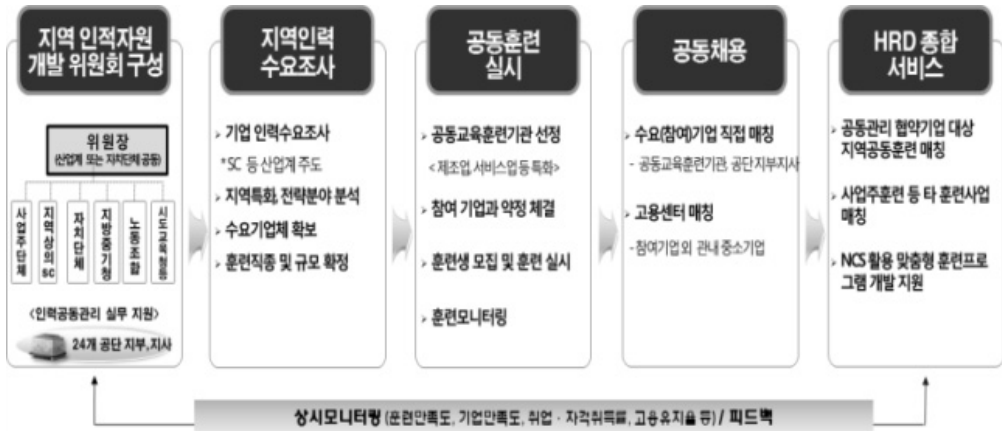 지역 인적자원
개발 위원회 구성
위원장
(산업계 또는 자치단체 공동)
사업주단체
지역상의 SC
자치단체
지방중기청
노동조합
시도교육청등
<인력공동관리 실무 지원>
24개 공단 지부,지사
지역인력
수요조사
› 기업 인력수요조사
*SC 등 산업계 주도
› 지역특화, 전략분야 분석
› 수요기업체 확보
› 훈련직종 및 규모 확정
공동훈련
실시
› 공동교육훈련기관 선정
<제조업,서비스업 등 특화>
› 참여 기업과 약정 체결
› 훈련생 모집 및 훈련 실시
› 훈련모니터링
공동채용
› 수요(참여)기업 직접 매칭
- 공동교육훈련기관, 공단 지부지사
› 고용센터 매칭
- 참여기업 외 관내 중소기업
HRD 종합
서비스
› 공동관리 협약기업 대상
지역공동훈련 매칭
› 사업주훈련 등 타 훈련사업
매칭
› NCS 활용 맞춤형 훈련프로
그램 개발 지원
상시모니터링 (훈련만족도, 기업만족도, 취업 · 자격취득률, 고용유지율 등) / 피드백